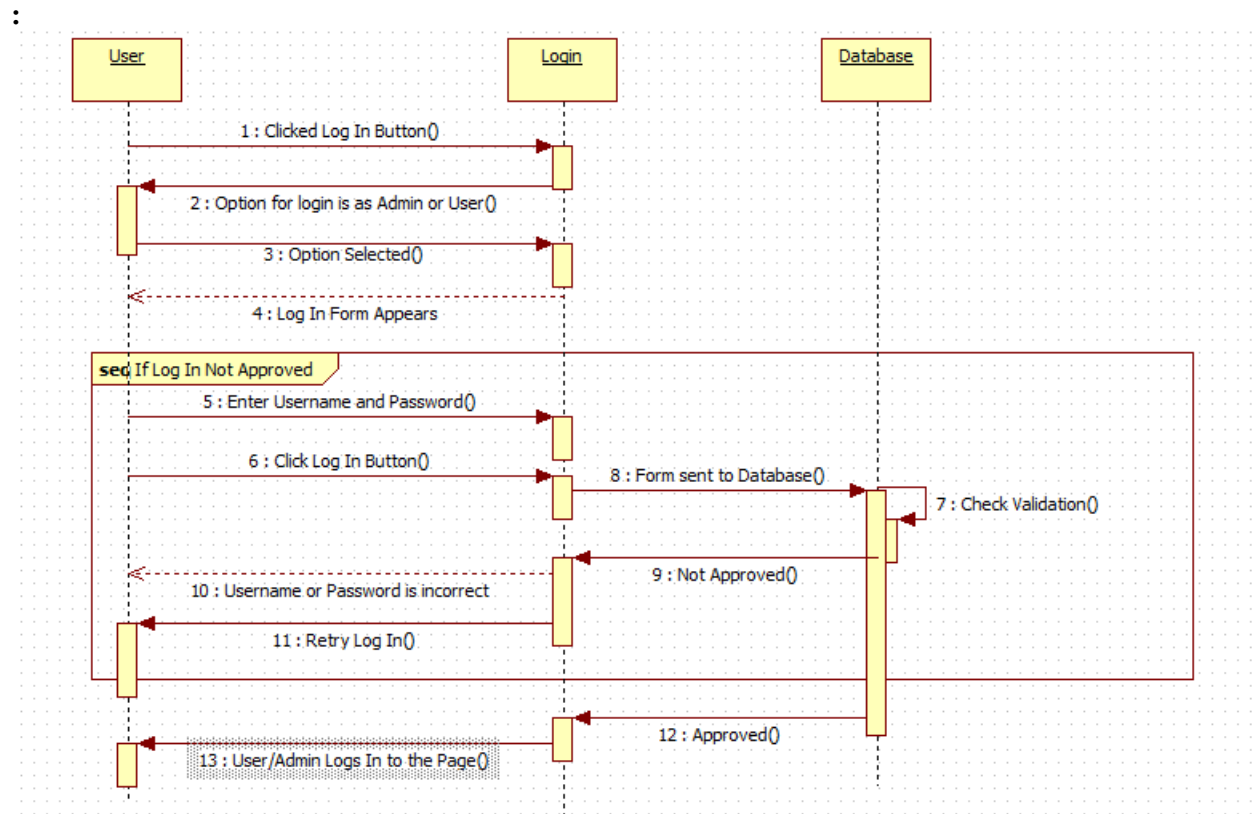 :
User
Login
Database
1 : Clicked Log In Button()
2 : Option for login is as Admin or User()
3 : Option Selected()
4 : Log In Form Appears
seq If Log In Not Approved
5 : Enter Username and Password()
6 : Click Log In Button()
8 : Form sent to Database()
7 : Check Validation()
9 : Not Approved()
10 : Username or Password is incorrect
11 : Retry Log In()
12 : Approved()
13 : User/Admin Logs In to the Page()